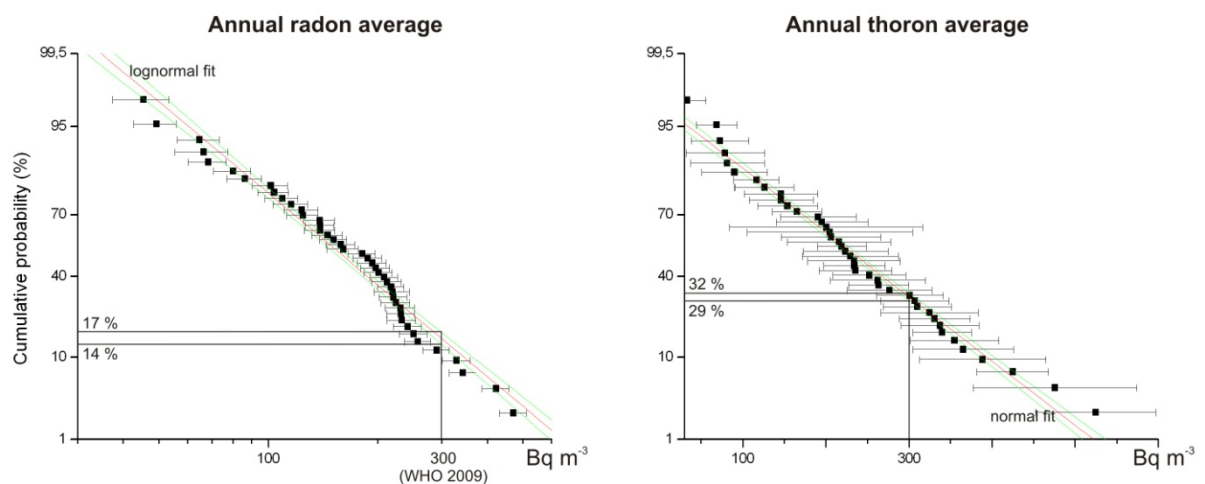 Annual radon average
Annual thoron average
Cumulative probability (%)
99,5
95
70
40
10
1
lognormal fit
17 %
14 %
100
200
300
(WHO 2009)
Bq m⁻³
99,5
95
70
40
10
1
32 %
29 %
normal fit
100
300
Bq m⁻³